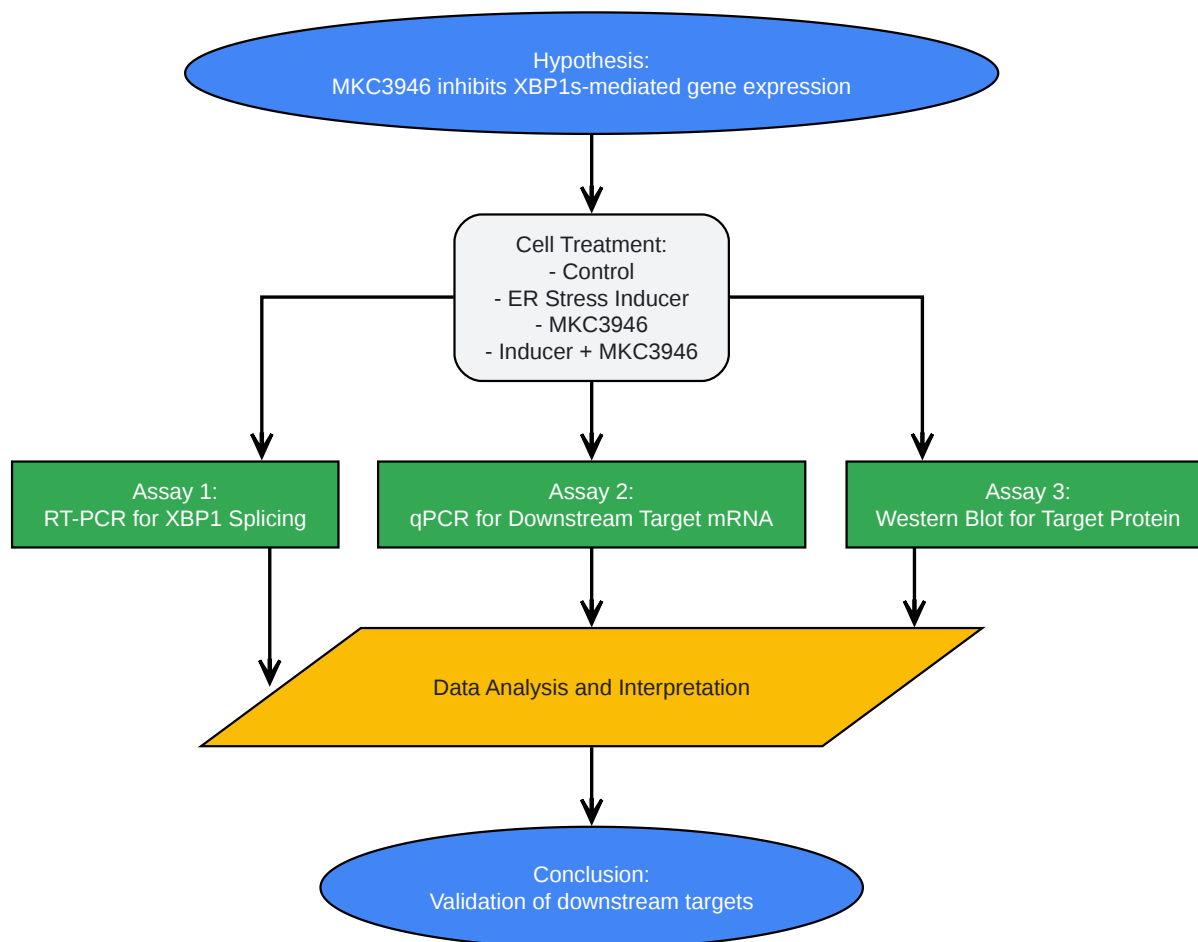 Hypothesis:
MKC3946 inhibits XBP1s-mediated gene expression
Cell Treatment:
- Control
- ER Stress Inducer
- MKC3946
- Inducer + MKC3946
Assay 1:
RT-PCR for XBP1 Splicing
Assay 2:
qPCR for Downstream Target mRNA
Assay 3:
Western Blot for Target Protein
Data Analysis and Interpretation
Conclusion:
Validation of downstream targets